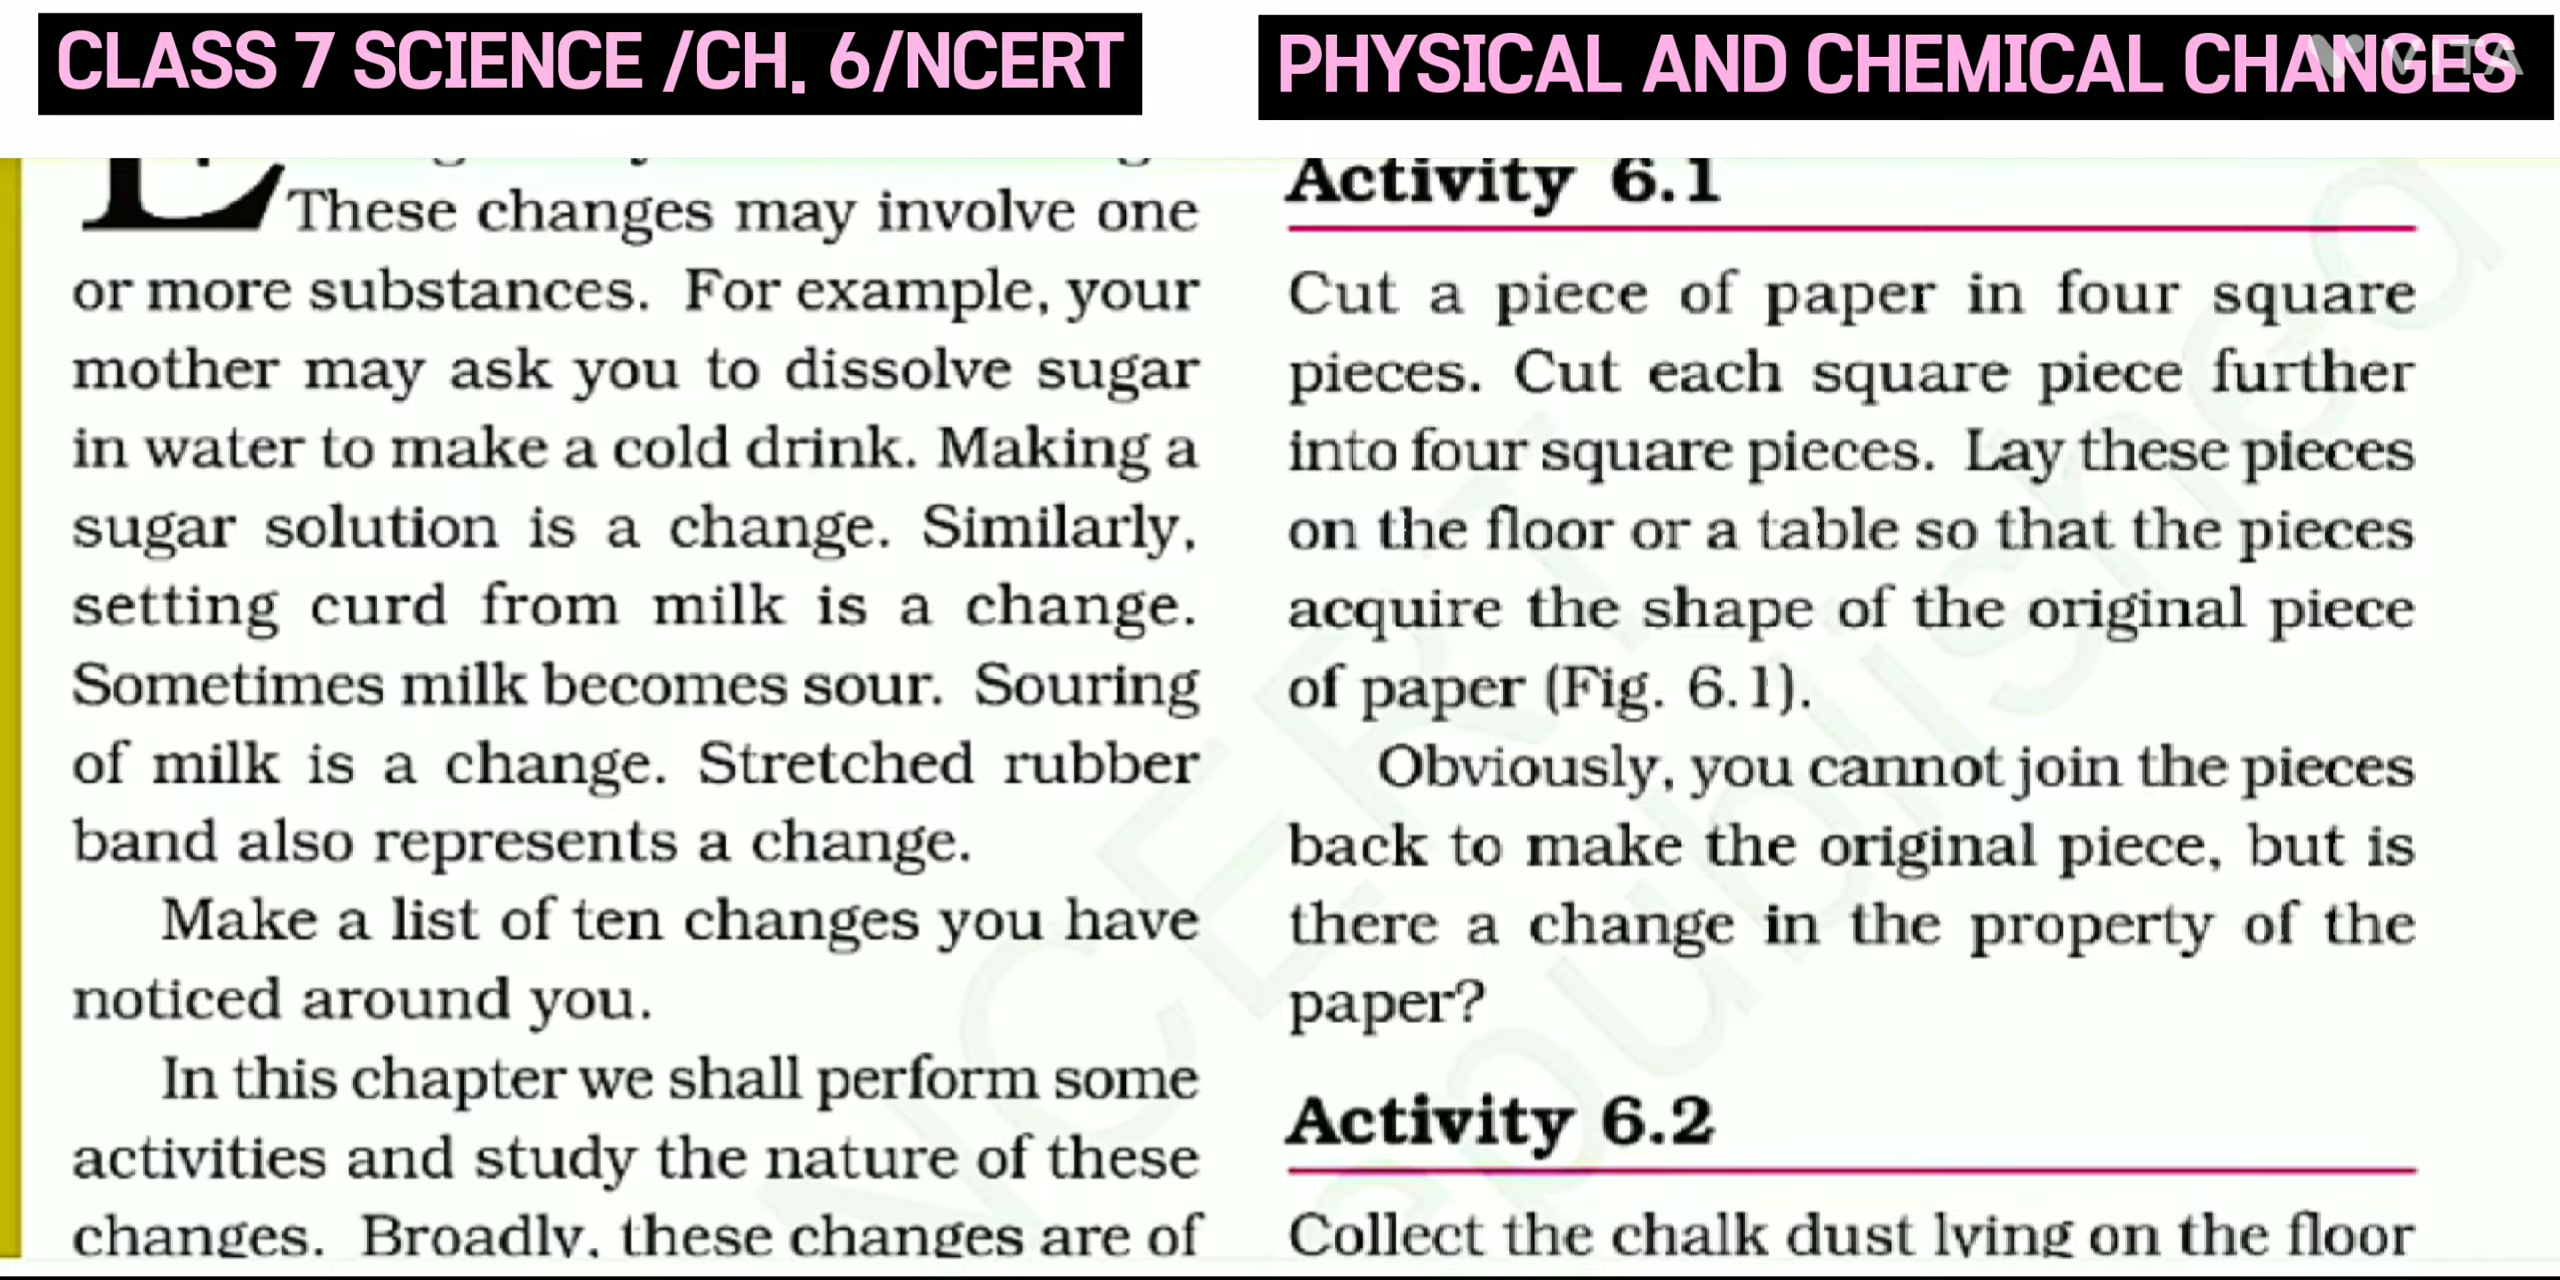 CLASS 7 SCIENCE /CH. 6/NCERT
PHYSICAL AND CHEMICAL CHANGES
VITA
These changes may involve one
or more substances. For example, your
mother may ask you to dissolve sugar
in water to make a cold drink. Making a
sugar solution is a change. Similarly,
setting curd from milk is a change.
Sometimes milk becomes sour. Souring
of milk is a change. Stretched rubber
band also represents a change.
Make a list of ten changes you have
noticed around you.
In this chapter we shall perform some
activities and study the nature of these
changes. Broadly, these changes are of
Activity 6.1
Cut a piece of paper in four square
pieces. Cut each square piece further
into four square pieces. Lay these pieces
on the floor or a table so that the pieces
acquire the shape of the original piece
of paper (Fig. 6.1).
Obviously, you cannot join the pieces
back to make the original piece, but is
there a change in the property of the
paper?
Activity 6.2
Collect the chalk dust lying on the floor
NCERT